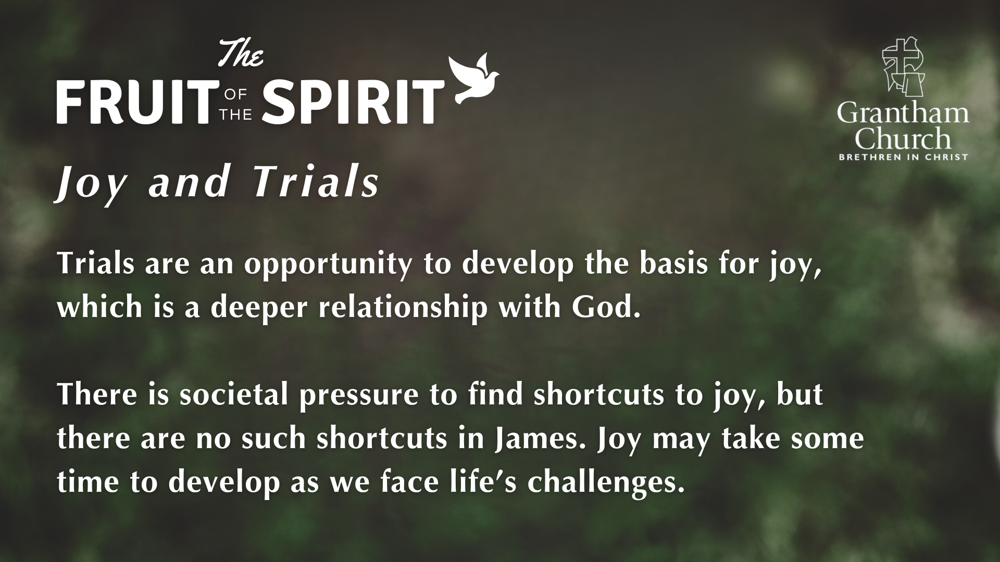 The
FRUIT OF THE SPIRIT
Grantham
Church
BRETHREN IN CHRIST
Joy and Trials
Trials are an opportunity to develop the basis for joy,
which is a deeper relationship with God.
There is societal pressure to find shortcuts to joy, but
there are no such shortcuts in James. Joy may take some
time to develop as we face life’s challenges.